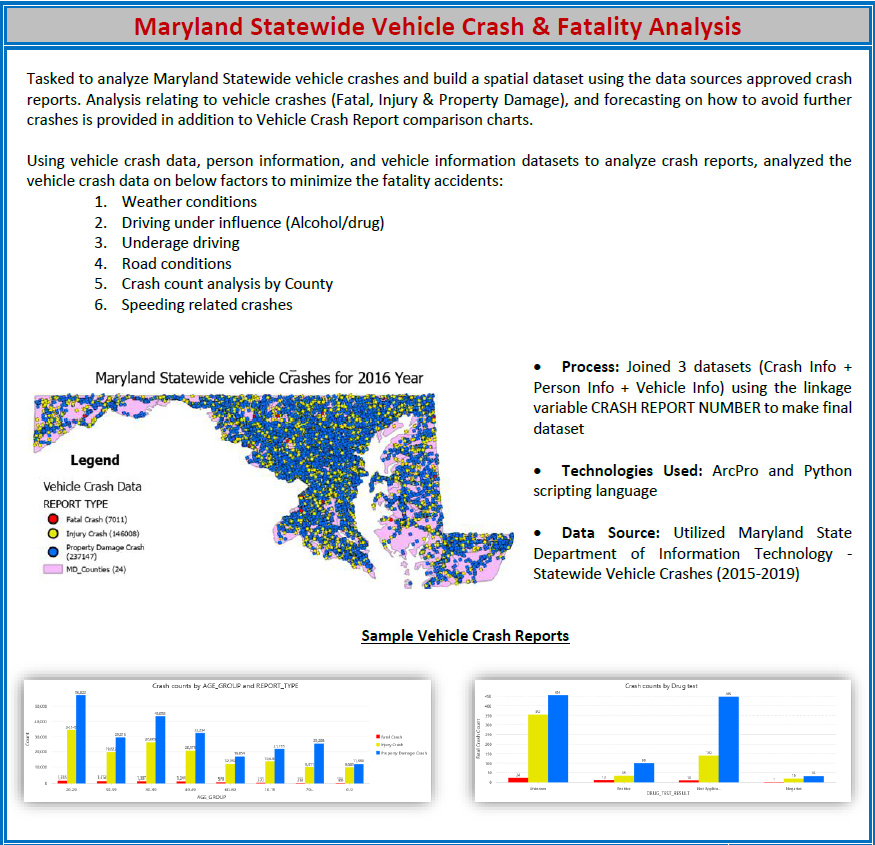 Maryland Statewide Vehicle Crash & Fatality Analysis
Tasked to analyze Maryland Statewide vehicle crashes and build a spatial dataset using the data sources approved crash
reports. Analysis relating to vehicle crashes (Fatal, Injury & Property Damage), and forecasting on how to avoid further
crashes is provided in addition to Vehicle Crash Report comparison charts.
Using vehicle crash data, person information, and vehicle information datasets to analyze crash reports, analyzed the
vehicle crash data on below factors to minimize the fatality accidents:
1. Weather conditions
2. Driving under influence (Alcohol/drug)
3. Underage driving
4. Road conditions
5. Crash count analysis by County
6. Speeding related crashes
Maryland Statewide vehicle Crashes for 2016 Year
Legend
Vehicle Crash Data
REPORT TYPE
Fatal Crash (7011)
Injury Crash (146008)
Property Damage Crash
(237147)
MD_Counties (24)
• Process: Joined 3 datasets (Crash Info +
Person Info + Vehicle Info) using the linkage
variable CRASH REPORT NUMBER to make final
dataset
• Technologies Used: ArcPro and Python
scripting language
• Data Source: Utilized Maryland State
Department of Information Technology -
Statewide Vehicle Crashes (2015-2019)
Sample Vehicle Crash Reports
Crash counts by AGE_GROUP and REPORT_TYPE
Count
Fatal Crash
Injury Crash
Property Damage Crash
AGE_GROUP
Crash counts by Drug test
Fatal Crash Count
Unknown
Positive
Not Applica..
Negative
DRUG_TEST_RESULT